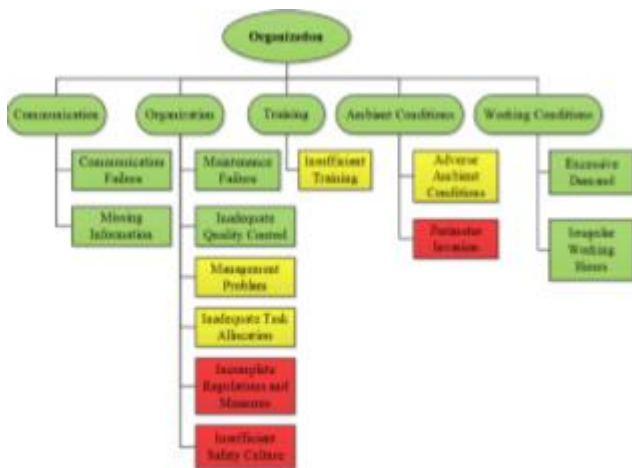 Organization
Communication
Organization
Training
Ambient Conditions
Working Conditions
Communication
Failure
Missing
Information
Maintenance
Failure
Inadequate
Quality Control
Management
Problem
Inadequate Task
Allocation
Incomplete
Regulations and
Measures
Insufficient
Safety Culture
Insufficient
Training
Adverse
Ambient
Conditions
Invasion
Excessive
Demand
Irregular
Working
Hours